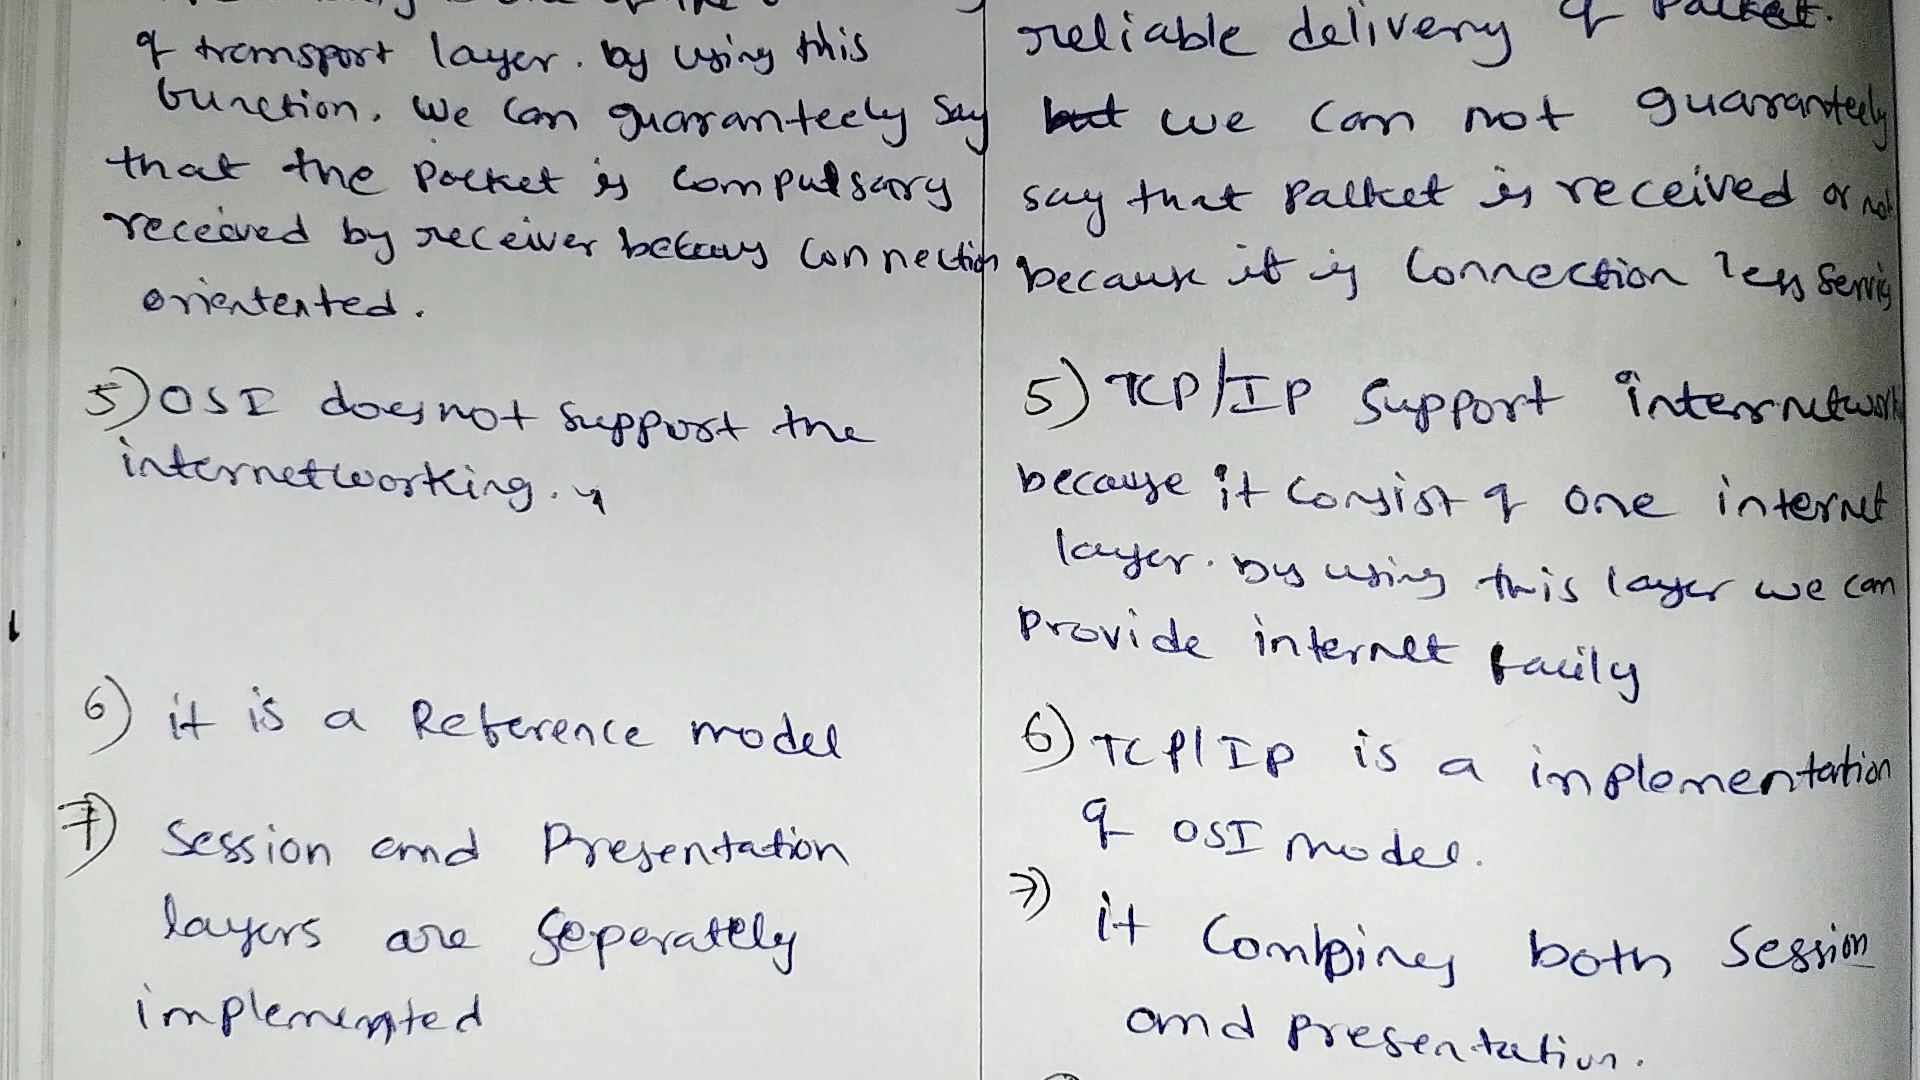 of transport layer. by using this
function. We can guaranteely say
that the Packet is compulsary
received by receiver becaus connection
orientented.
5) OSI does not support the
internetworking.
6) it is a Reference model
7) Session and Presentation
layers are seperately
implemented
reliable delivery of Packet.
but we can not guaranteely
say that Packet is received or not
because it is Connection less servic
5) TCP/IP Support internetwork
because it consist of one internet
layer. by using this layer we can
Provide internet facily
6) TCP/IP is a implementation
of OSI model.
7) it Combines both Session
and presentation.